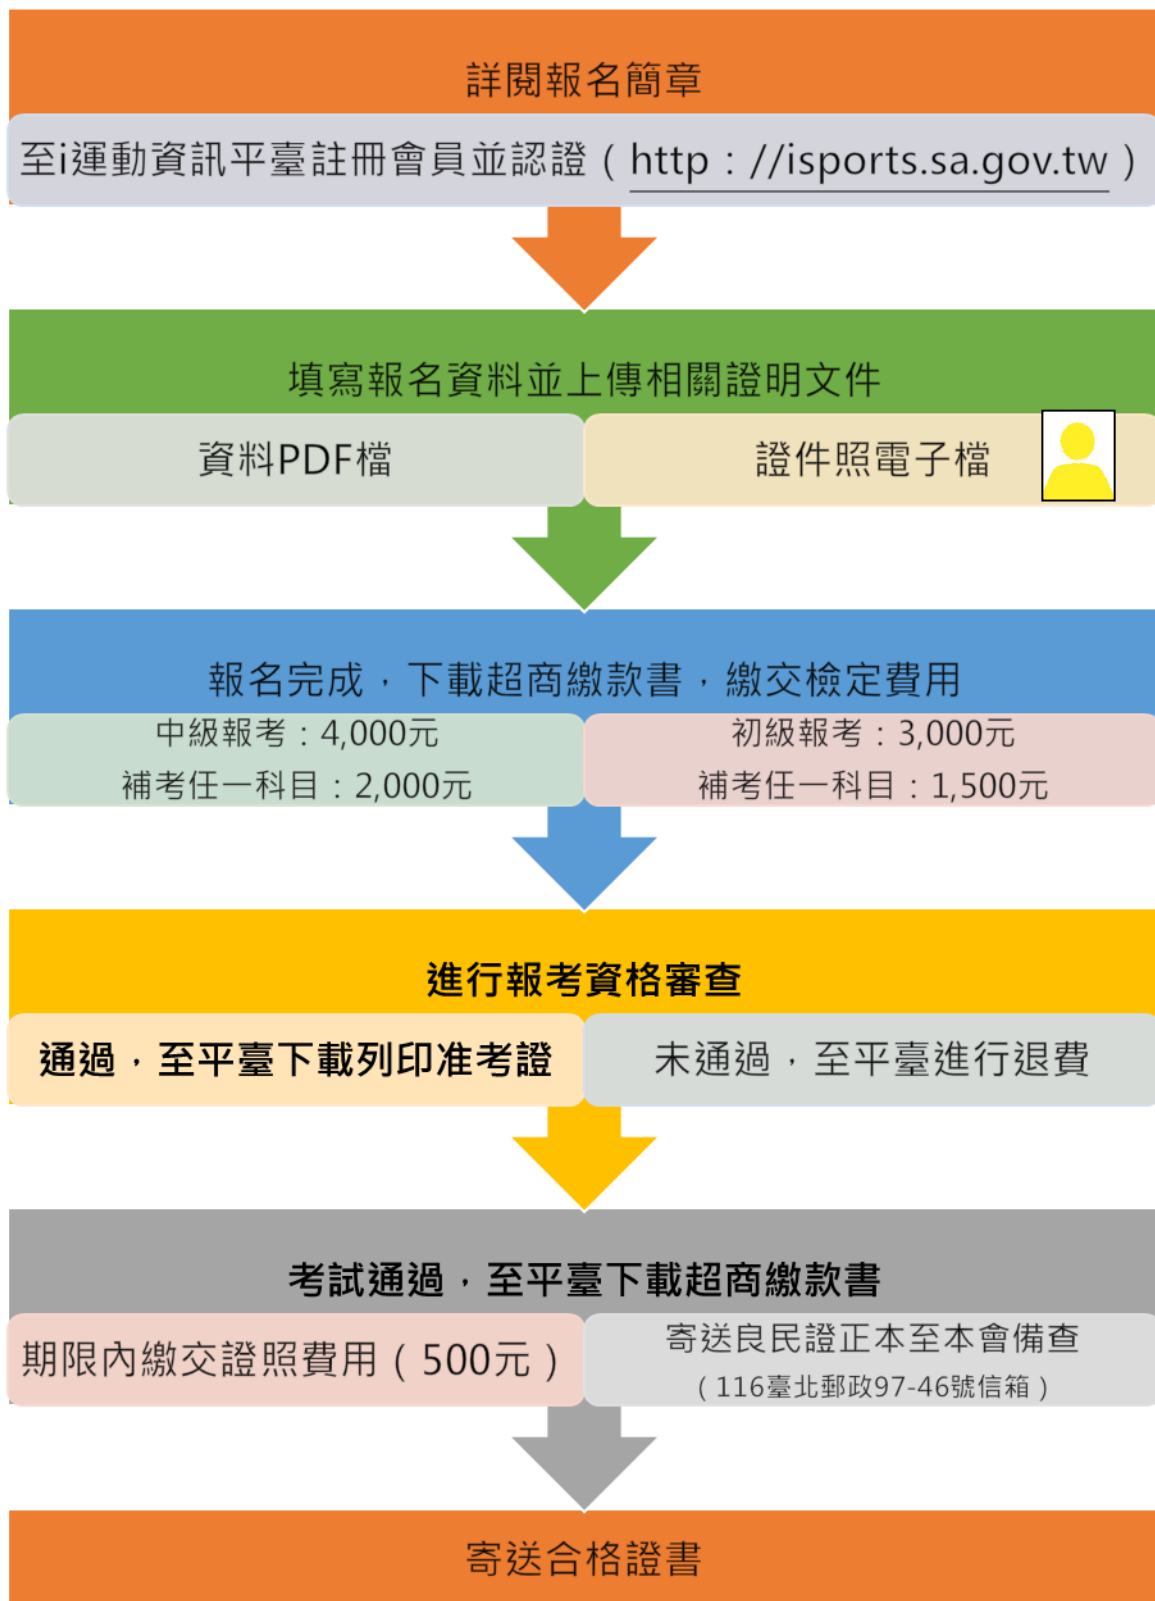 詳閱報名簡章
至i運動資訊平臺註冊會員並認證（http：//isports.sa.gov.tw）
填寫報名資料並上傳相關證明文件
資料PDF檔
證件照電子檔
報名完成，下載超商繳款書，繳交檢定費用
中級報考：4,000元
補考任一科目：2,000元
初級報考：3,000元
補考任一科目：1,500元
進行報考資格審查
通過，至平臺下載列印准考證
未通過，至平臺進行退費
考試通過，至平臺下載超商繳款書
期限內繳交證照費用（500元）
寄送良民證正本至本會備查
（116臺北郵政97-46號信箱）
寄送合格證書